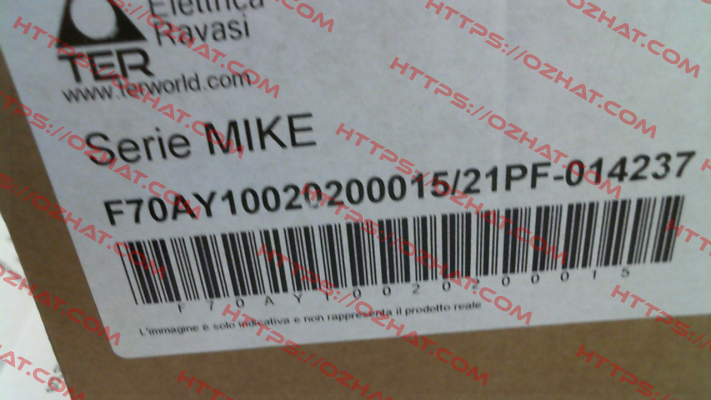 Elettrica
Ravasi
TER
www.terworld.com
Serie MIKE
F70AY10020200015/21PF-014237
L'immagine è solo indicativa e non rappresenta il prodotto reale
HTTPS://OZHAT.COM